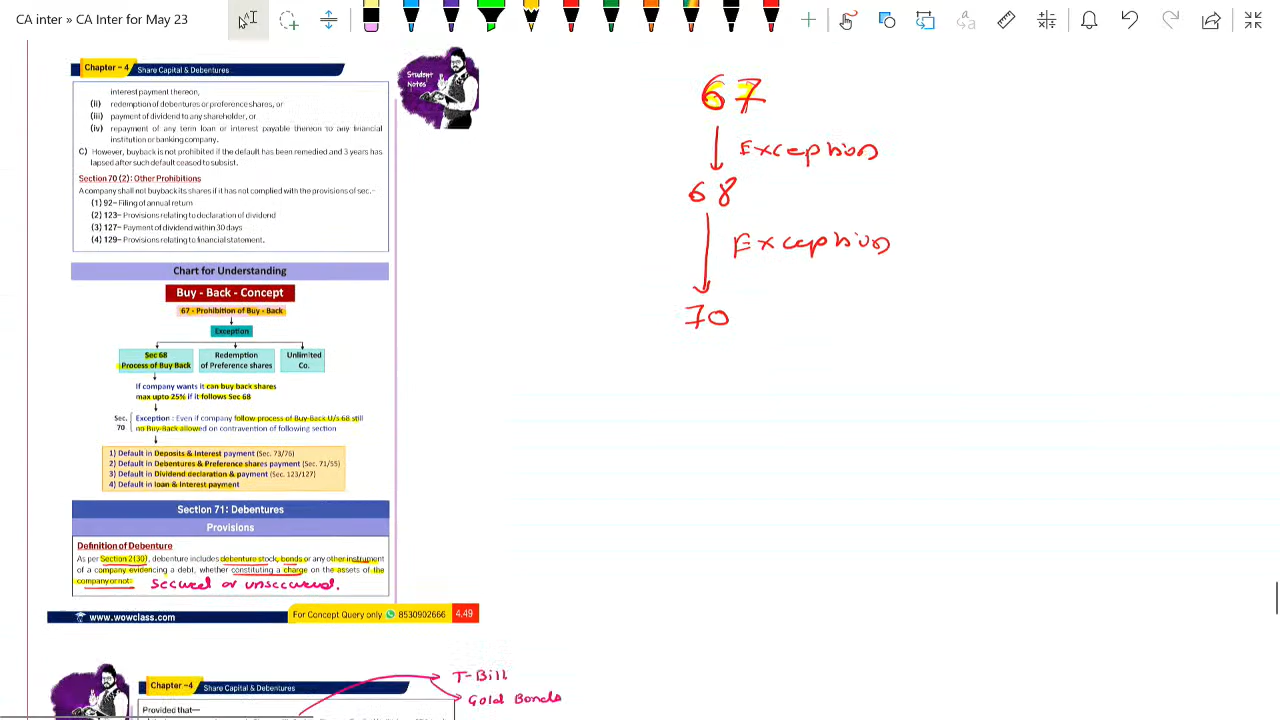 CA inter » CA Inter for May 23
Chapter – 4 Share Capital & Debentures
Student Notes
interest payment thereon,
(ii) redemption of debentures or preference shares, or
(iii) payment of dividend to any shareholder, or
(iv) repayment of any term loan or interest payable thereon to any financial
institution or banking company.
C) However, buyback is not prohibited if the default has been remedied and 3 years has
lapsed after such default ceased to subsist.
Section 70 (2): Other Prohibitions
A company shall not buyback its shares if it has not complied with the provisions of sec.-
(1) 92– Filing of annual return
(2) 123– Provisions relating to declaration of dividend
(3) 127– Payment of dividend within 30 days
(4) 129– Provisions relating to financial statement.
Chart for Understanding
Buy - Back - Concept
67 - Prohibition of Buy - Back
Exception
Sec 68 Redemption Unlimited
Process of Buy Back of Preference shares Co.
If company wants it can buy back shares
max upto 25% if it follows Sec 68
Sec. Exception : Even if company follow process of Buy-Back U/s 68 still
70 no Buy-Back allowed on contravention of following section
1) Default in Deposits & Interest payment (Sec. 73/76)
2) Default in Debentures & Preference shares payment (Sec. 71/55)
3) Default in Dividend declaration & payment (Sec. 123/127)
4) Default in loan & Interest payment
Section 71: Debentures
Provisions
Definition of Debenture
As per Section 2(30), debenture includes debenture stock, bonds or any other instrument
of a company evidencing a debt, whether constituting a charge on the assets of the
company or not. Secured or unsecured.
www.wowclass.com For Concept Query only 8530902666 4.49
67
Exception
68
Exception
70
T-Bill
Gold Bonds
Chapter –4 Share Capital & Debentures
Provided that—